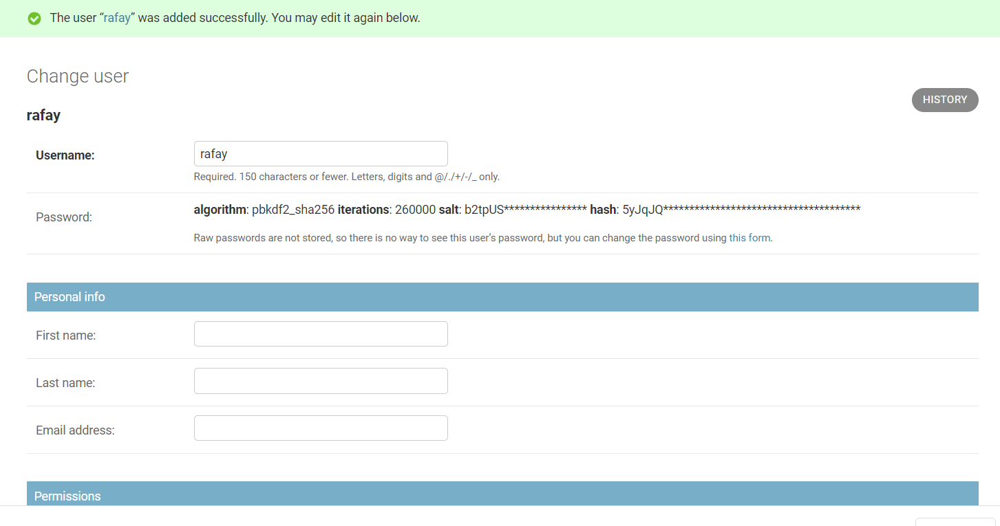 The user “rafay” was added successfully. You may edit it again below.
Change user
HISTORY
rafay
Username:
rafay
Required. 150 characters or fewer. Letters, digits and @/./+/-/_ only.
Password:
algorithm: pbkdf2_sha256 iterations: 260000 salt: b2tpUS**************** hash: 5yJqJQ**************************************
Raw passwords are not stored, so there is no way to see this user’s password, but you can change the password using this form.
Personal info
First name:
Last name:
Email address:
Permissions